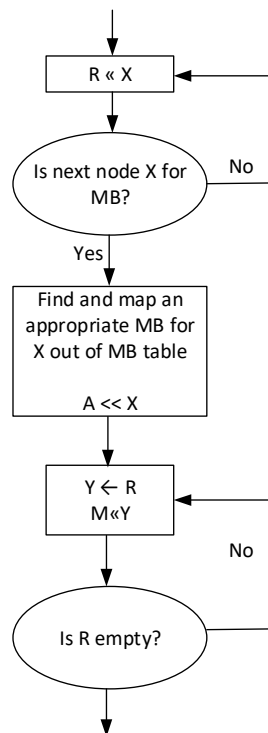 R « X
Is next node X for
MB?
No
Yes
Find and map an
appropriate MB for
X out of MB table
A << X
Y ← R
M«Y
No
Is R empty?